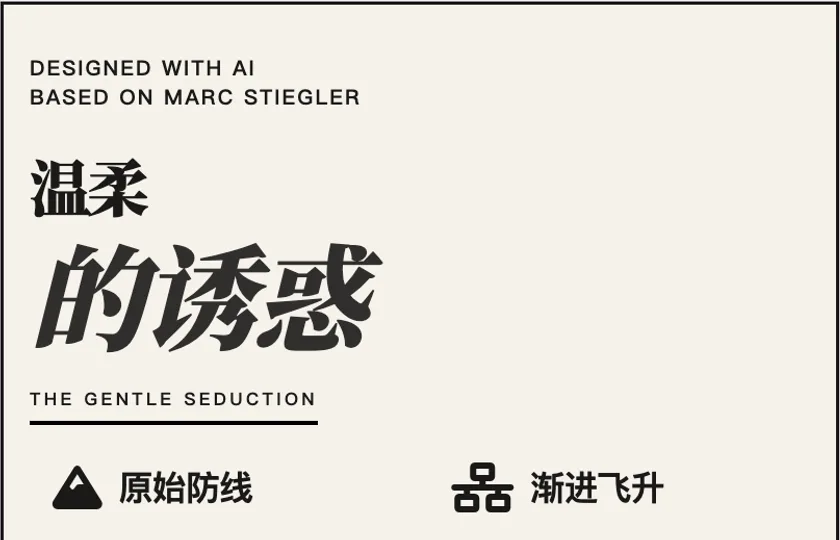 DESIGNED WITH AI
BASED ON MARC STIEGLER
温柔
的诱惑
THE GENTLE SEDUCTION
原始防线
渐进飞升